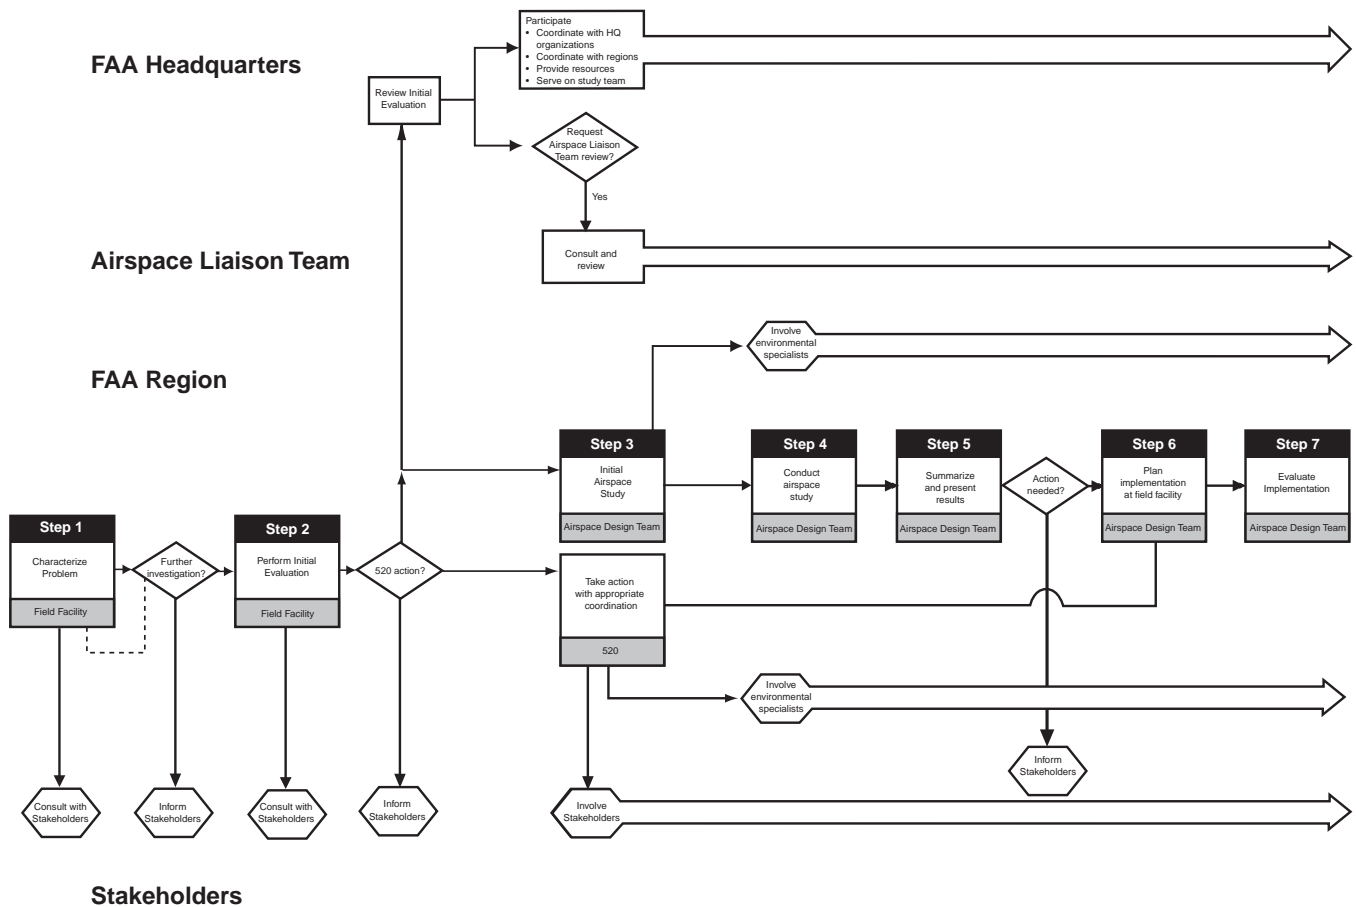 Participate
• Coordinate with HQ
organizations
• Coordinate with regions
• Provide resources
• Serve on study team
FAA Headquarters
Review Initial
Evaluation
Request
Airspace Liaison
Team review?
Yes
Airspace Liaison Team
Consult and
review
Involve
environmental
specialists
FAA Region
Step 3
Initial
Airspace
Study
Airspace Design Team
Step 4
Conduct
airspace
study
Airspace Design Team
Step 5
Summarize
and present
results
Airspace Design Team
Action
needed?
Step 6
Plan
implementation
at field facility
Airspace Design Team
Step 7
Evaluate
Implementation
Airspace Design Team
Step 1
Characterize
Problem
Field Facility
Further
investigation?
Step 2
Perform Initial
Evaluation
Field Facility
520 action?
Take action
with appropriate
coordination
520
Involve
environmental
specialists
Inform
Stakeholders
Consult with
Stakeholders
Inform
Stakeholders
Consult with
Stakeholders
Inform
Stakeholders
Involve
Stakeholders
Stakeholders